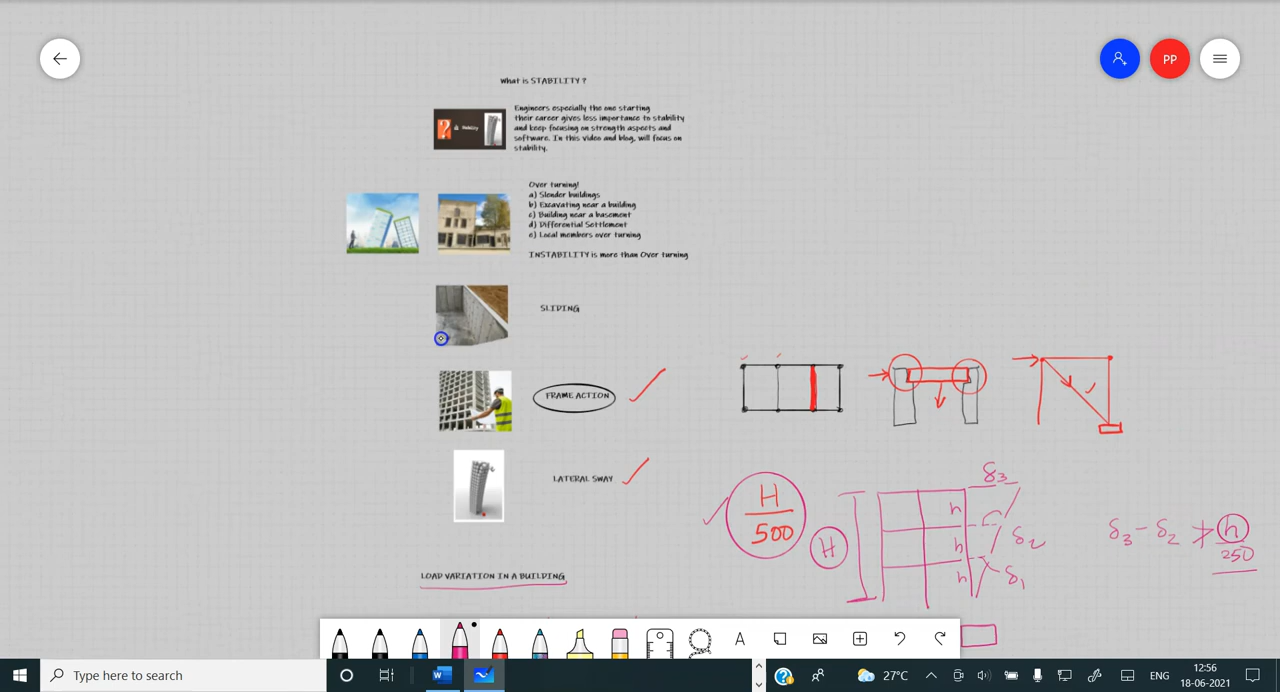 PP
What is STABILITY ?
? & Stability
Engineers especially the one starting
their career gives less importance to stability
and keep focusing on strength aspects and
software. In this video and blog, will focus on
stability.
Over turning!
a) Slender buildings
b) Excavating near a building
c) Building near a basement
d) Differential Settlement
e) Local members over turning
INSTABILITY is more than Over turning
SLIDING
FRAME ACTION
LATERAL SWAY
H
500
H
h
h
h
δ3
δ2
δ1
δ3 - δ2 ≯ h
250
LOAD VARIATION IN A BUILDING
A
Type here to search
27°C
ENG
12:56
18-06-2021